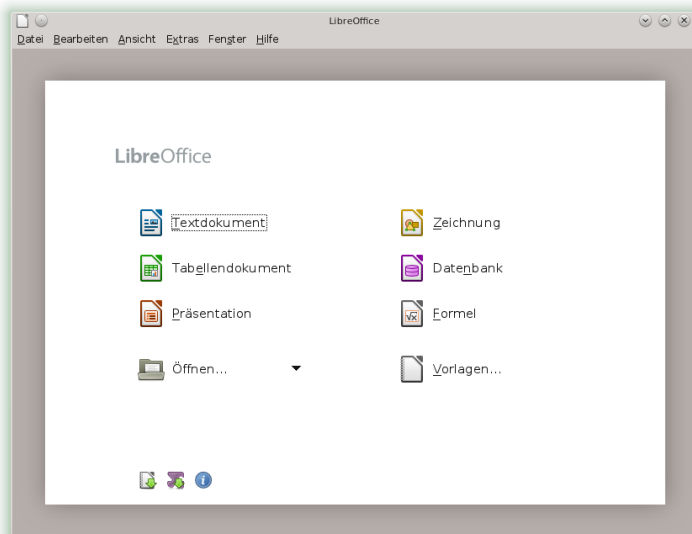 LibreOffice
Datei Bearbeiten Ansicht Extras Fenster Hilfe
LibreOffice
Textdokument
Zeichnung
Tabellendokument
Datenbank
Präsentation
Formel
Öffnen...
Vorlagen...